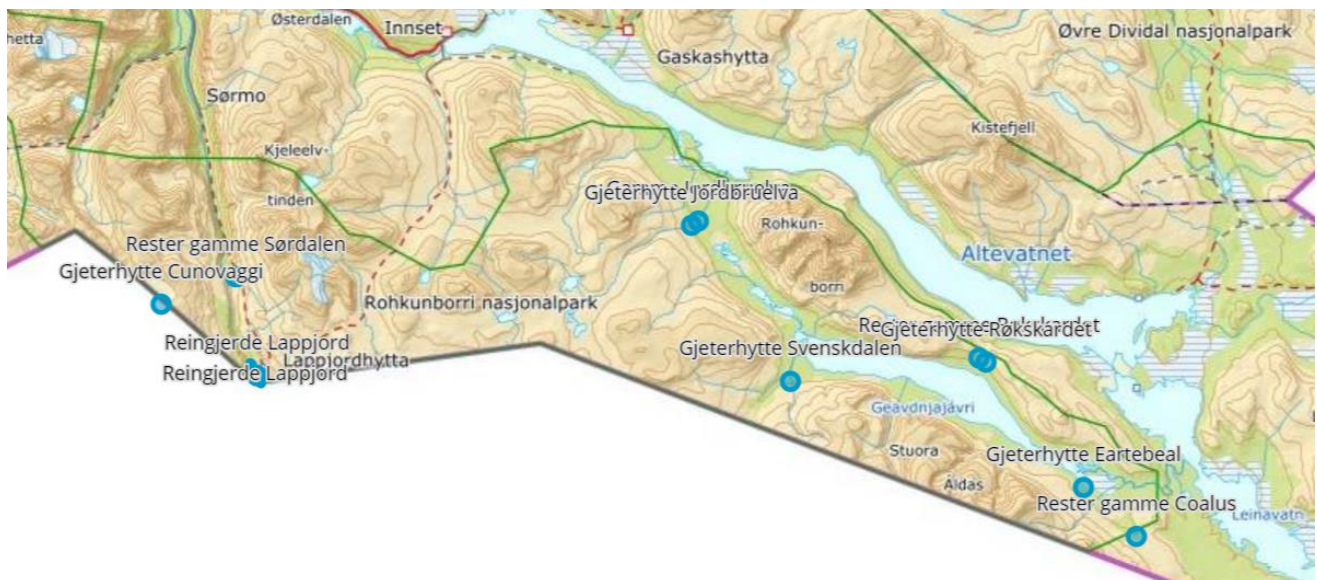 Østerdalen
Innset
Øvre Dividal nasjonalpark
hetta
Gaskashytta
Sørmo
Kistefjell
Kjeleelv-
tinden
Gjeterhytte Jordbruelva
Rohkun-
born
Rester gamme Sørdalen
Altevatnet
Gjeterhytte Cunovaggi
Rohkunborri nasjonalpark
Gjeterhytte Røkskardet
Reingjerde Lappjord
Gjeterhytte Svenskdalen
Lappjordhytta
Reingjerde Lappjord
Geavdnjajávri
Stuora
Áldas
Gjeterhytte Eartebeal
Rester gamme Coalus
Leinavatn